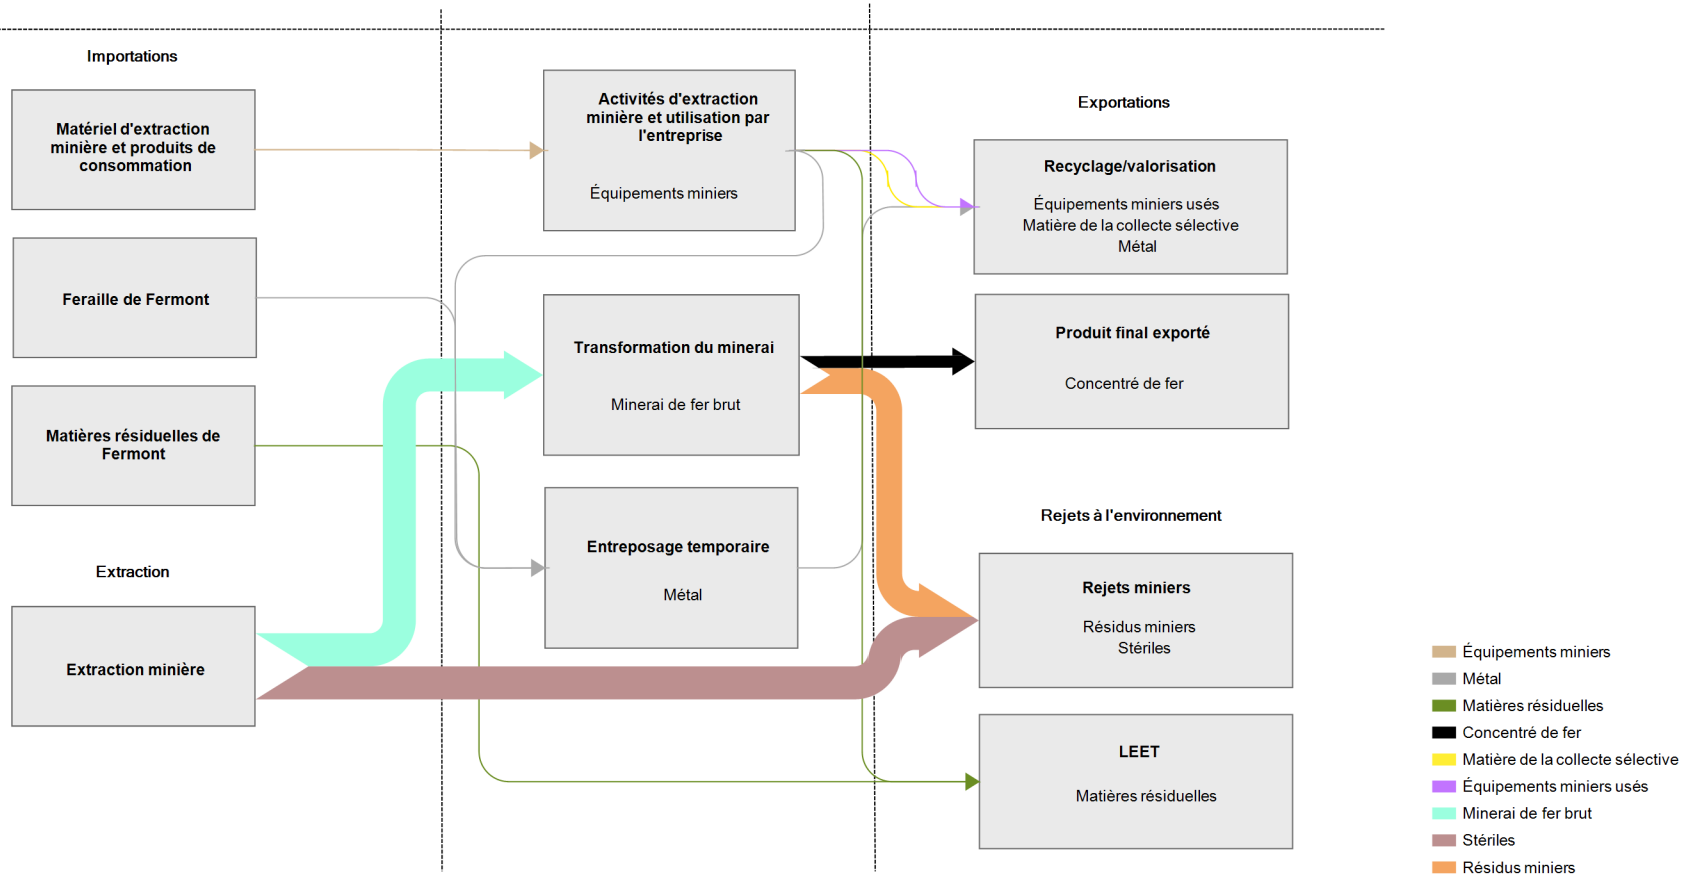 Importations
Matériel d'extraction
minière et produits de
consommation
Feraille de Fermont
Matières résiduelles de
Fermont
Extraction
Extraction minière
Activités d'extraction
minière et utilisation par
l'entreprise
Équipements miniers
Transformation du minerai
Minerai de fer brut
Entreposage temporaire
Métal
Exportations
Recyclage/valorisation
Équipements miniers usés
Matière de la collecte sélective
Métal
Produit final exporté
Concentré de fer
Rejets à l'environnement
Rejets miniers
Résidus miniers
Stériles
LEET
Matières résiduelles
Équipements miniers
Métal
Matières résiduelles
Concentré de fer
Matière de la collecte sélective
Équipements miniers usés
Minerai de fer brut
Stériles
Résidus miniers